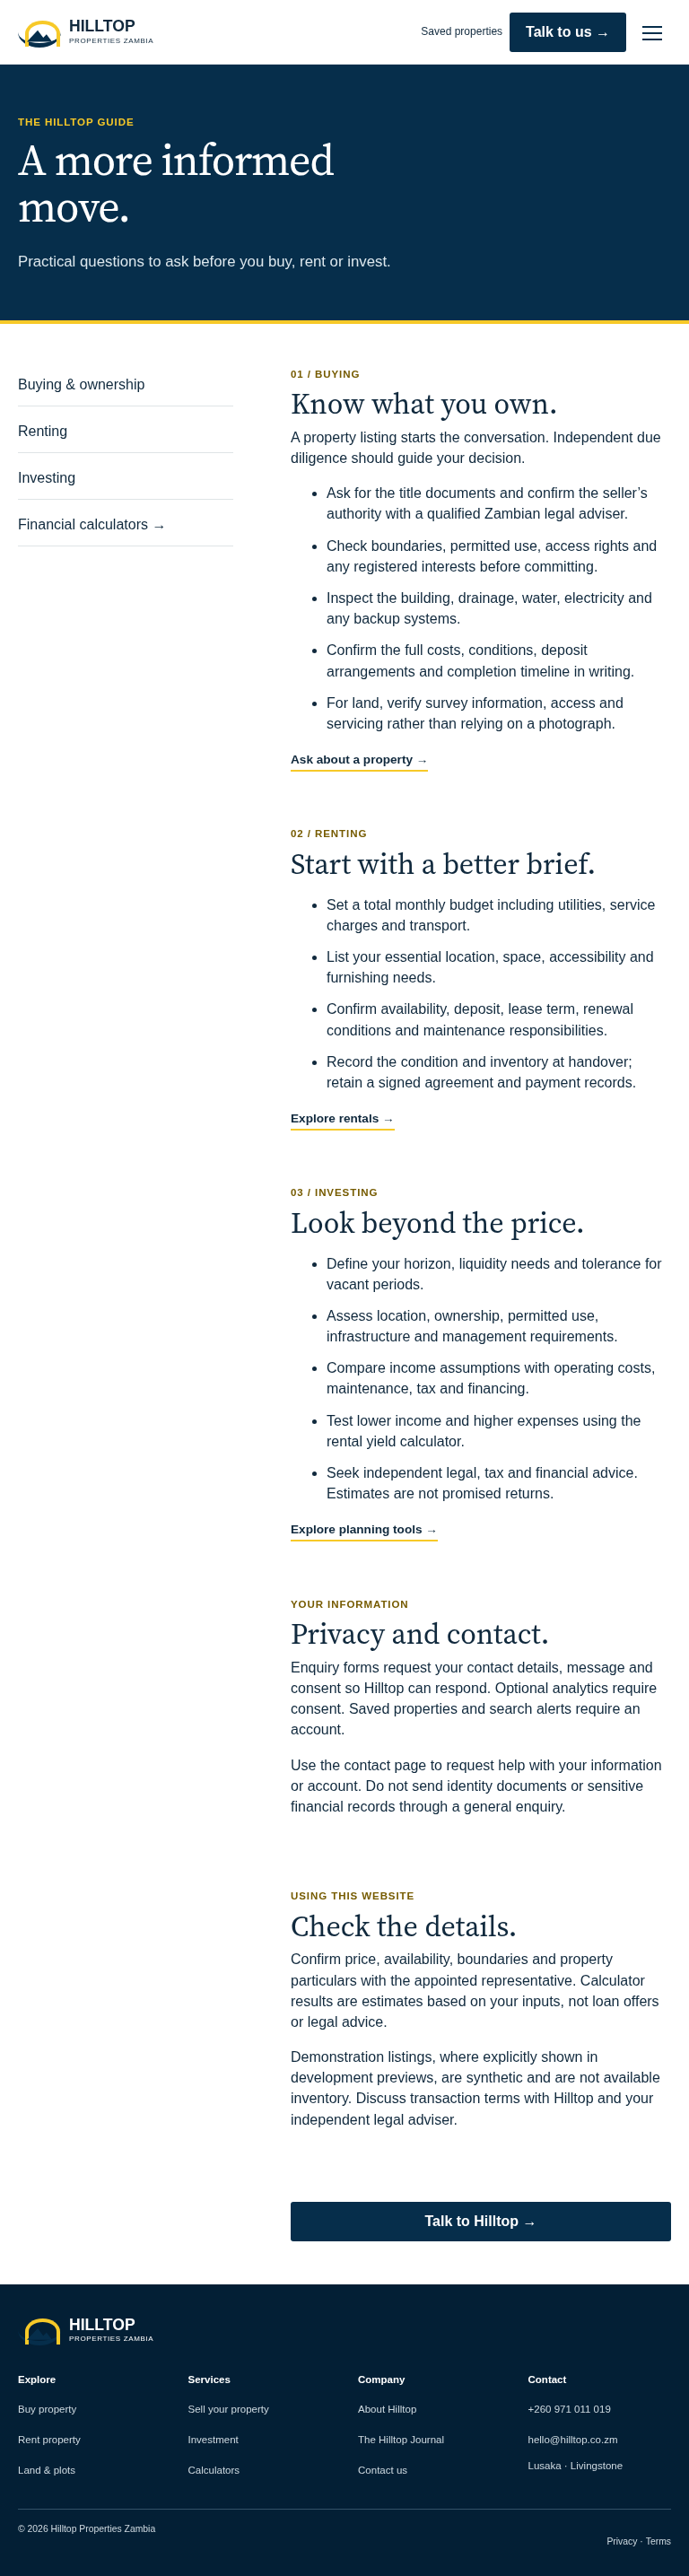 HILLTOP
PROPERTIES ZAMBIA
Saved properties
Talk to us →
THE HILLTOP GUIDE
A more informed
move.
Practical questions to ask before you buy, rent or invest.
Buying & ownership
Renting
Investing
Financial calculators →
01 / BUYING
Know what you own.
A property listing starts the conversation. Independent due
diligence should guide your decision.
• Ask for the title documents and confirm the seller’s
authority with a qualified Zambian legal adviser.
• Check boundaries, permitted use, access rights and
any registered interests before committing.
• Inspect the building, drainage, water, electricity and
any backup systems.
• Confirm the full costs, conditions, deposit
arrangements and completion timeline in writing.
• For land, verify survey information, access and
servicing rather than relying on a photograph.
Ask about a property →
02 / RENTING
Start with a better brief.
• Set a total monthly budget including utilities, service
charges and transport.
• List your essential location, space, accessibility and
furnishing needs.
• Confirm availability, deposit, lease term, renewal
conditions and maintenance responsibilities.
• Record the condition and inventory at handover;
retain a signed agreement and payment records.
Explore rentals →
03 / INVESTING
Look beyond the price.
• Define your horizon, liquidity needs and tolerance for
vacant periods.
• Assess location, ownership, permitted use,
infrastructure and management requirements.
• Compare income assumptions with operating costs,
maintenance, tax and financing.
• Test lower income and higher expenses using the
rental yield calculator.
• Seek independent legal, tax and financial advice.
Estimates are not promised returns.
Explore planning tools →
YOUR INFORMATION
Privacy and contact.
Enquiry forms request your contact details, message and
consent so Hilltop can respond. Optional analytics require
consent. Saved properties and search alerts require an
account.
Use the contact page to request help with your information
or account. Do not send identity documents or sensitive
financial records through a general enquiry.
USING THIS WEBSITE
Check the details.
Confirm price, availability, boundaries and property
particulars with the appointed representative. Calculator
results are estimates based on your inputs, not loan offers
or legal advice.
Demonstration listings, where explicitly shown in
development previews, are synthetic and are not available
inventory. Discuss transaction terms with Hilltop and your
independent legal adviser.
Talk to Hilltop →
HILLTOP
PROPERTIES ZAMBIA
Explore
Buy property
Rent property
Land & plots
Services
Sell your property
Investment
Calculators
Company
About Hilltop
The Hilltop Journal
Contact us
Contact
+260 971 011 019
hello@hilltop.co.zm
Lusaka · Livingstone
© 2026 Hilltop Properties Zambia
Privacy · Terms